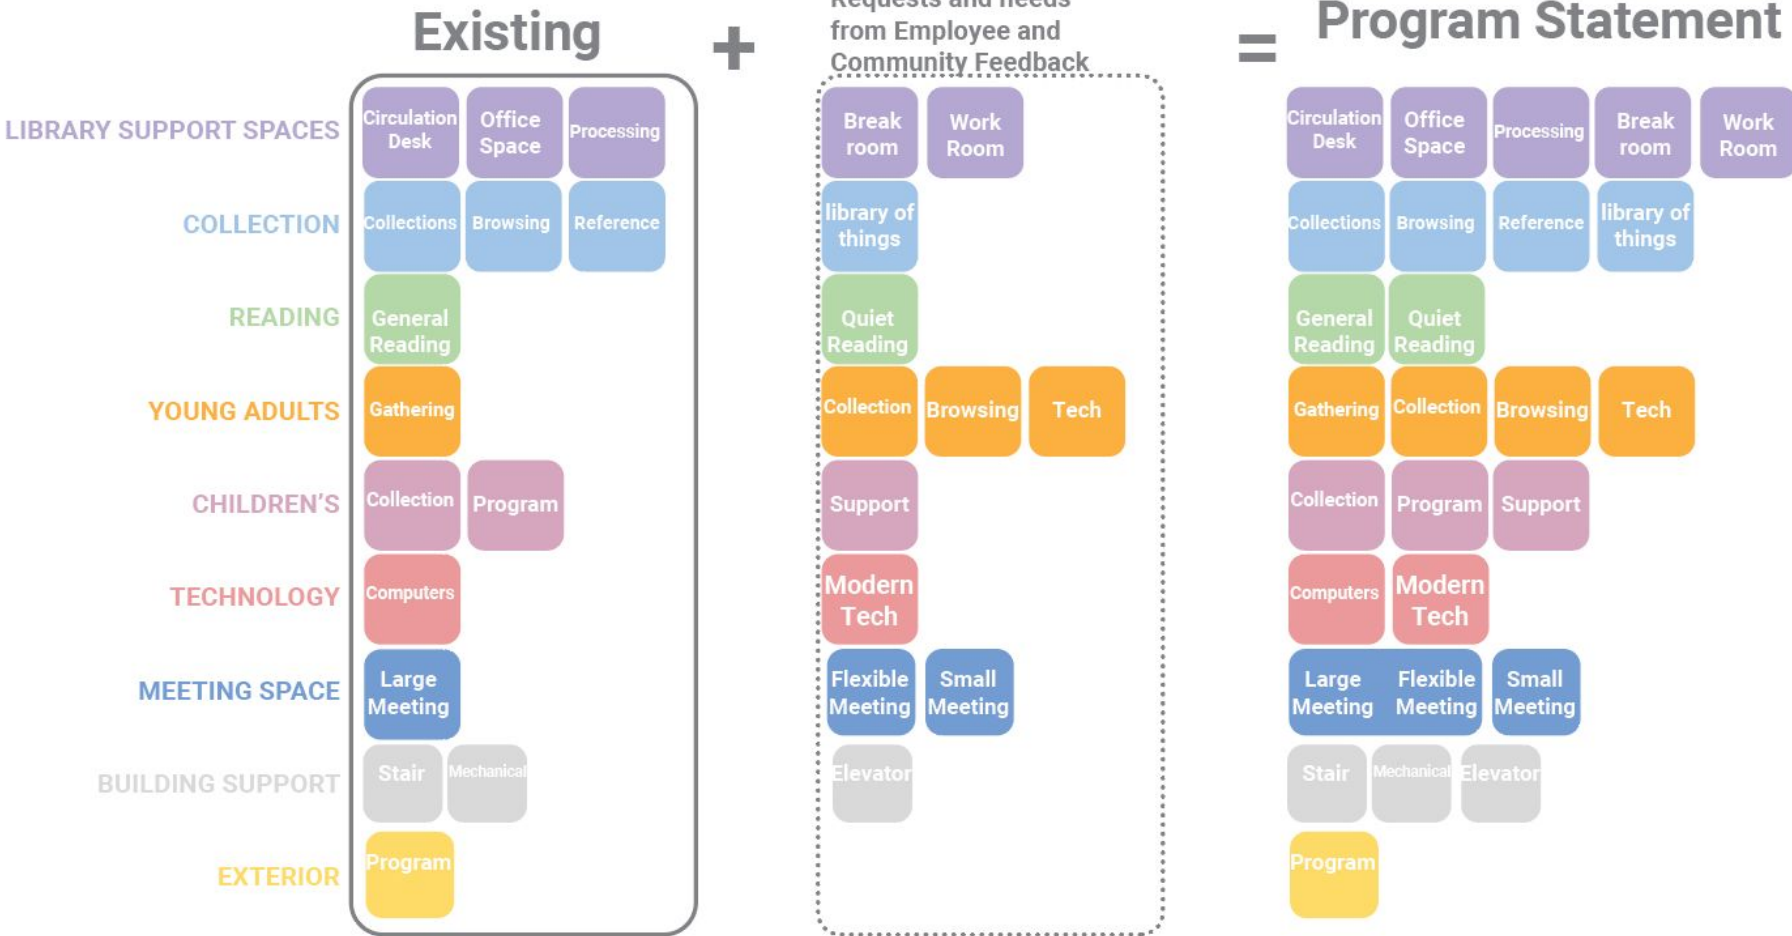 Existing
+
Requests and needs
from Employee and
Community Feedback
=
Program Statement
LIBRARY SUPPORT SPACES
Circulation
Desk
Office
Space
Processing
Break
room
Work
Room
Circulation
Desk
Office
Space
Processing
Break
room
Work
Room
COLLECTION
Collections
Browsing
Reference
library of
things
Collections
Browsing
Reference
library of
things
READING
General
Reading
Quiet
Reading
General
Reading
Quiet
Reading
YOUNG ADULTS
Gathering
Collection
Browsing
Tech
Gathering
Collection
Browsing
Tech
CHILDREN'S
Collection
Program
Support
Collection
Program
Support
TECHNOLOGY
Computers
Modern
Tech
Computers
Modern
Tech
MEETING SPACE
Large
Meeting
Flexible
Meeting
Small
Meeting
Large
Meeting
Flexible
Meeting
Small
Meeting
BUILDING SUPPORT
Stair
Mechanical
Elevator
Stair
Mechanical
Elevator
EXTERIOR
Program
Program